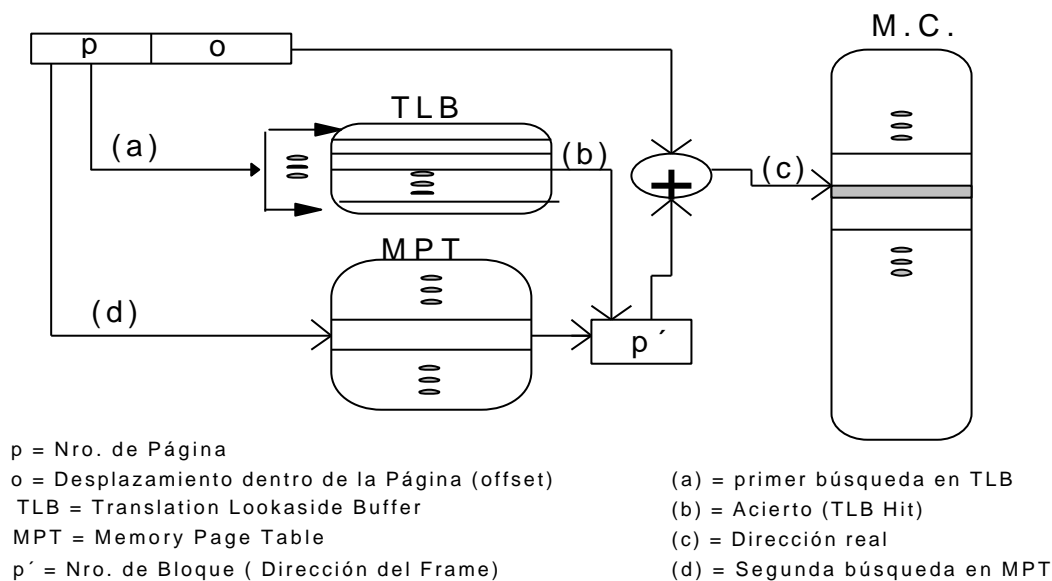 M.C.
p o
TLB
(a)
(b)
(c)
+
MPT
(d)
p´
p = Nro. de Página
o = Desplazamiento dentro de la Página (offset)
TLB = Translation Lookaside Buffer
MPT = Memory Page Table
p´ = Nro. de Bloque ( Dirección del Frame)
(a) = primer búsqueda en TLB
(b) = Acierto (TLB Hit)
(c) = Dirección real
(d) = Segunda búsqueda en MPT